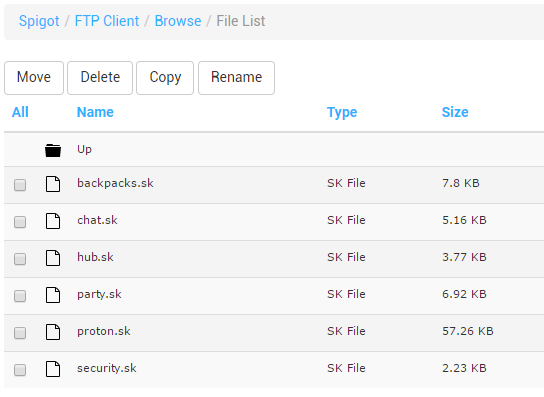 Spigot / FTP Client / Browse / File List
Move Delete Copy Rename
All Name Type Size
Up
backpacks.sk SK File 7.8 KB
chat.sk SK File 5.16 KB
hub.sk SK File 3.77 KB
party.sk SK File 6.92 KB
proton.sk SK File 57.26 KB
security.sk SK File 2.23 KB